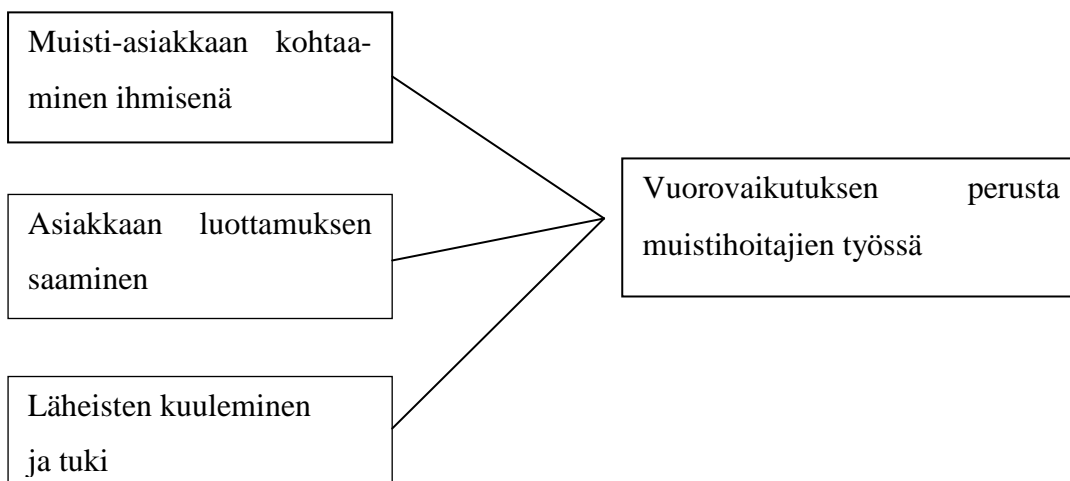 Muisti-asiakkaan kohtaa-
minen ihmisenä
Asiakkaan luottamuksen
saaminen
Läheisten kuuleminen
ja tuki
Vuorovaikutuksen perusta
muistihoitajien työssä